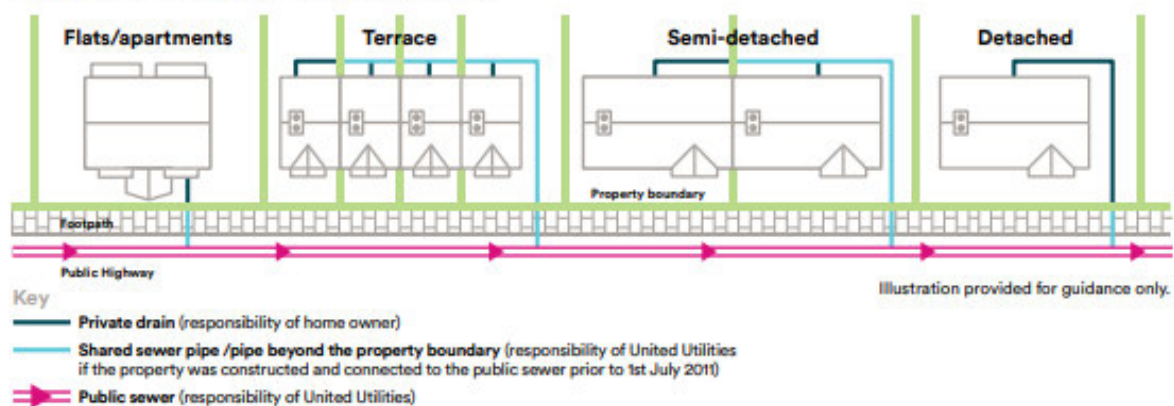 Flats/apartments
Terrace
Semi-detached
Detached
Property boundary
Footpath
Public Highway
Illustration provided for guidance only.
Key
Private drain (responsibility of home owner)
Shared sewer pipe /pipe beyond the property boundary (responsibility of United Utilities
if the property was constructed and connected to the public sewer prior to 1st July 2011)
Public sewer (responsibility of United Utilities)